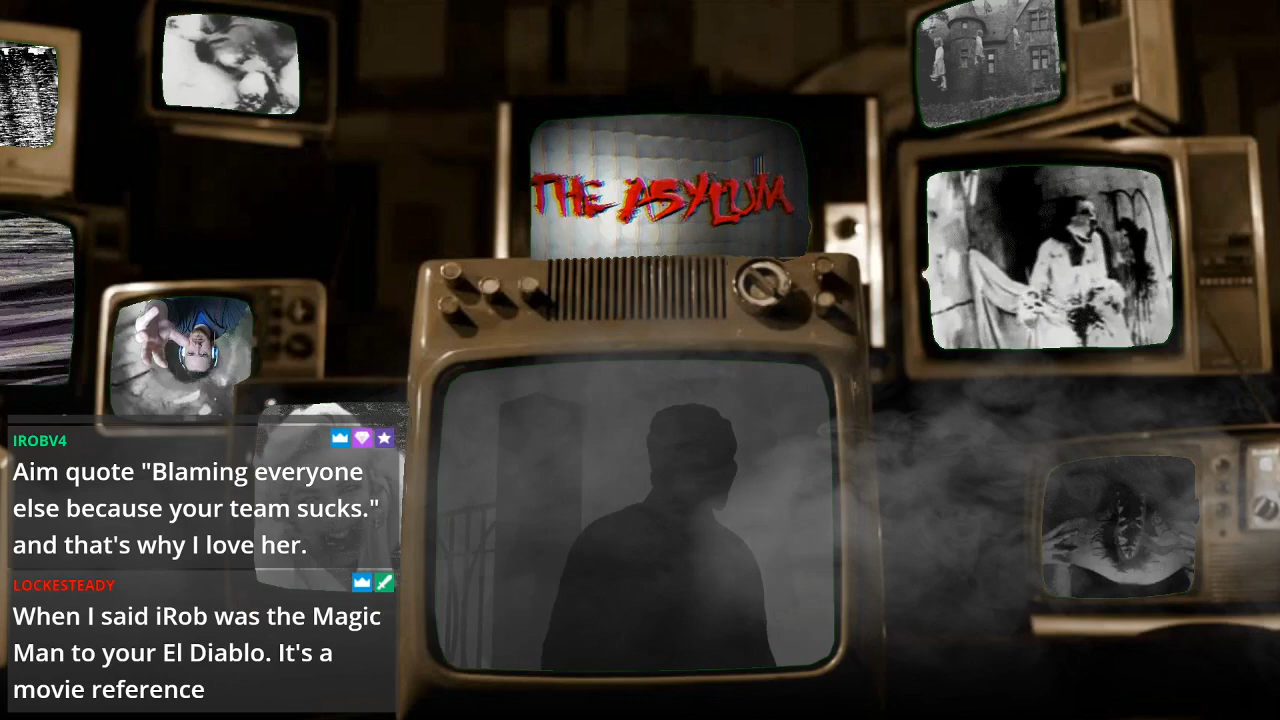 THE ASYLUM
IROBV4
Aim quote "Blaming everyone
else because your team sucks."
and that's why I love her.
LOCKESTEADY
When I said iRob was the Magic
Man to your El Diablo. It's a
movie reference